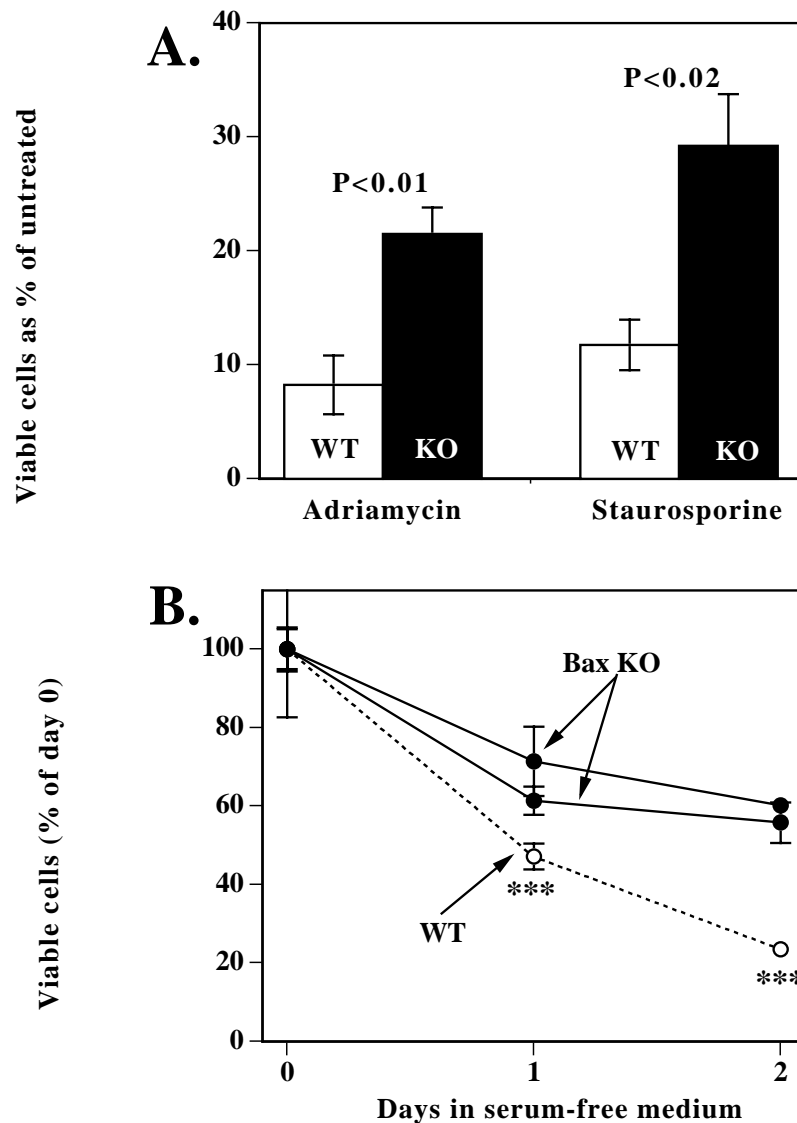 A.
Viable cells as % of untreated
40
30
20
10
0
P<0.01
P<0.02
WT
KO
WT
KO
Adriamycin
Staurosporine
B.
Viable cells (% of day 0)
100
80
60
40
20
0
Bax KO
WT
***
***
0
1
2
Days in serum-free medium